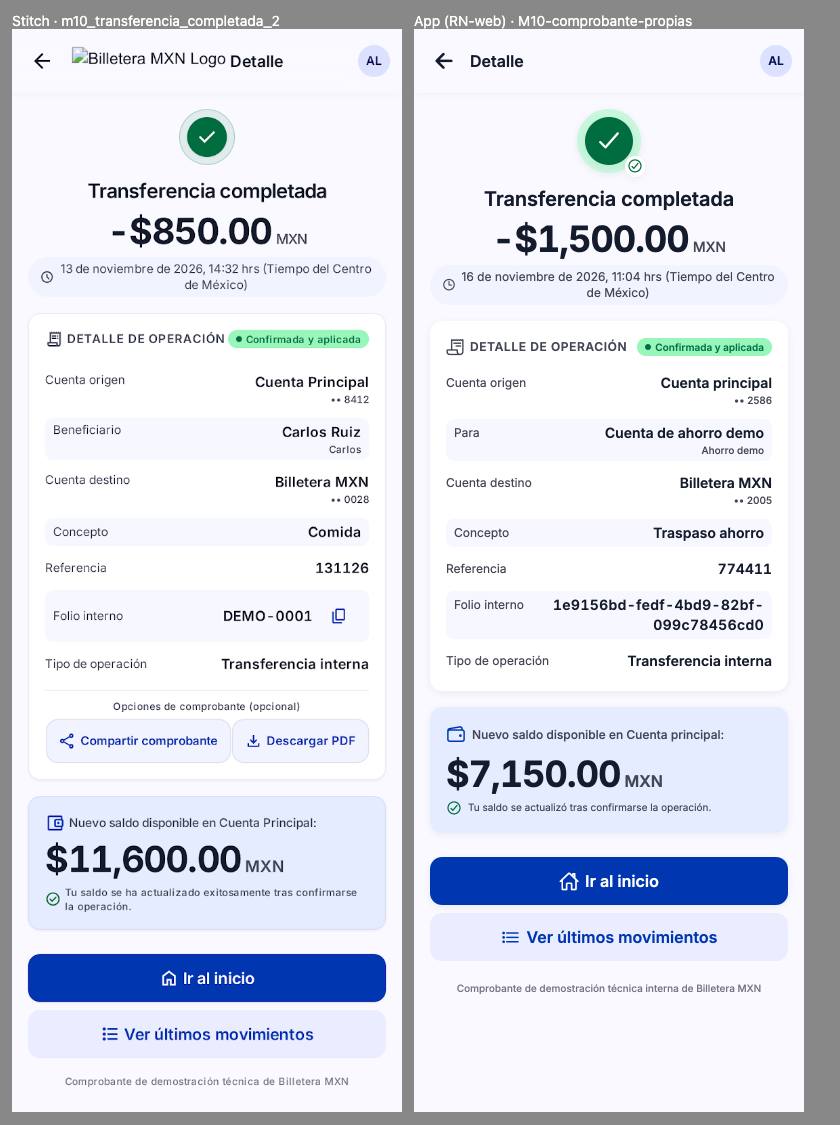 Stitch · m10_transferencia_completada_2
Billetera MXN Logo Detalle
AL
Transferencia completada
-$850.00 MXN
13 de noviembre de 2026, 14:32 hrs (Tiempo del Centro
de México)
DETALLE DE OPERACIÓN
Confirmada y aplicada
Cuenta origen
Cuenta Principal
•• 8412
Beneficiario
Carlos Ruiz
Carlos
Cuenta destino
Billetera MXN
•• 0028
Concepto
Comida
Referencia
131126
Folio interno
DEMO-0001
Tipo de operación
Transferencia interna
Opciones de comprobante (opcional)
Compartir comprobante
Descargar PDF
Nuevo saldo disponible en Cuenta Principal:
$11,600.00 MXN
Tu saldo se ha actualizado exitosamente tras confirmarse
la operación.
Ir al inicio
Ver últimos movimientos
Comprobante de demostración técnica de Billetera MXN
App (RN-web) · M10-comprobante-propias
Detalle
AL
Transferencia completada
-$1,500.00 MXN
16 de noviembre de 2026, 11:04 hrs (Tiempo del Centro
de México)
DETALLE DE OPERACIÓN
Confirmada y aplicada
Cuenta origen
Cuenta principal
•• 2586
Para
Cuenta de ahorro demo
Ahorro demo
Cuenta destino
Billetera MXN
•• 2005
Concepto
Traspaso ahorro
Referencia
774411
Folio interno
1e9156bd-fedf-4bd9-82bf-
099c78456cd0
Tipo de operación
Transferencia interna
Nuevo saldo disponible en Cuenta principal:
$7,150.00 MXN
Tu saldo se actualizó tras confirmarse la operación.
Ir al inicio
Ver últimos movimientos
Comprobante de demostración técnica interna de Billetera MXN